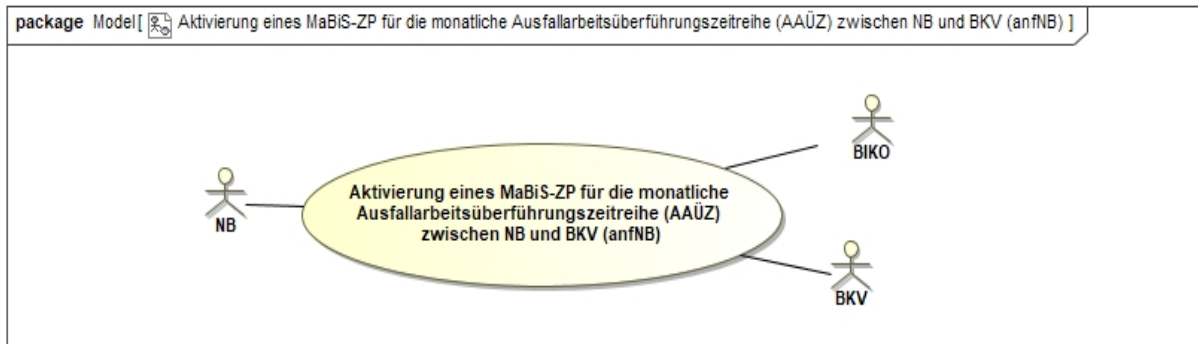 package Model [ Aktivierung eines MaBiS-ZP für die monatliche Ausfallarbeitsüberführungszeitreihe (AAÜZ) zwischen NB und BKV (anfNB) ]
BIKO
Aktivierung eines MaBiS-ZP für die monatliche
Ausfallarbeitsüberführungszeitreihe (AAÜZ)
zwischen NB und BKV (anfNB)
NB
BKV